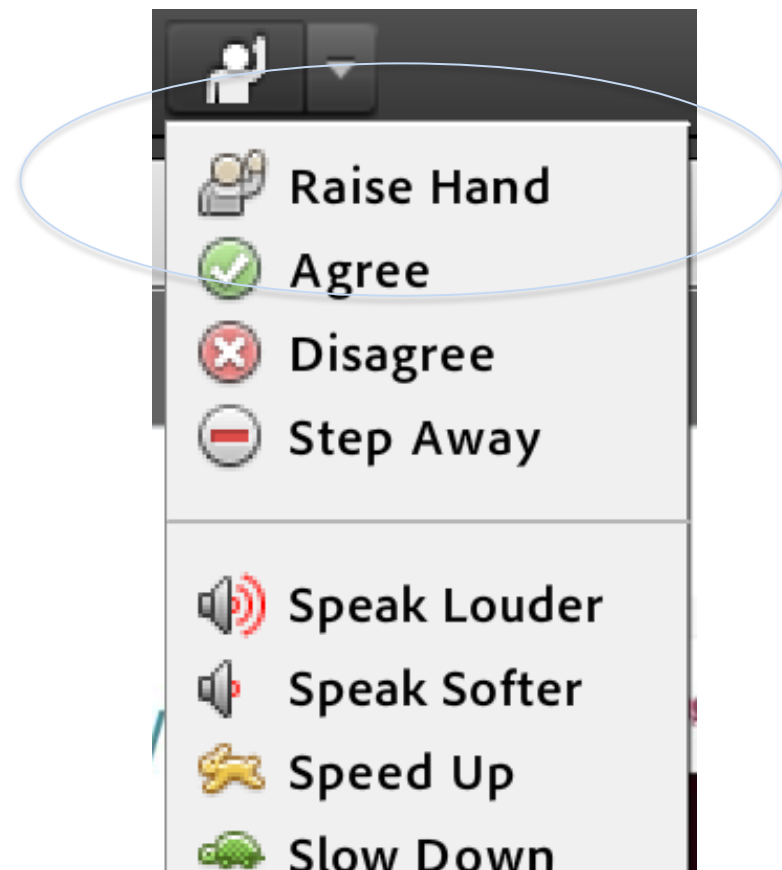 Raise Hand
Agree
Disagree
Step Away
Speak Louder
Speak Softer
Speed Up
Slow Down